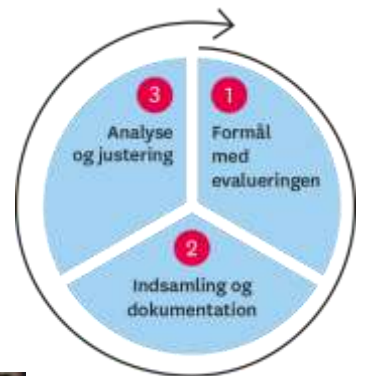 1
Formål
med
evalueringen
2
Indsamling og
dokumentation
3
Analyse
og justering